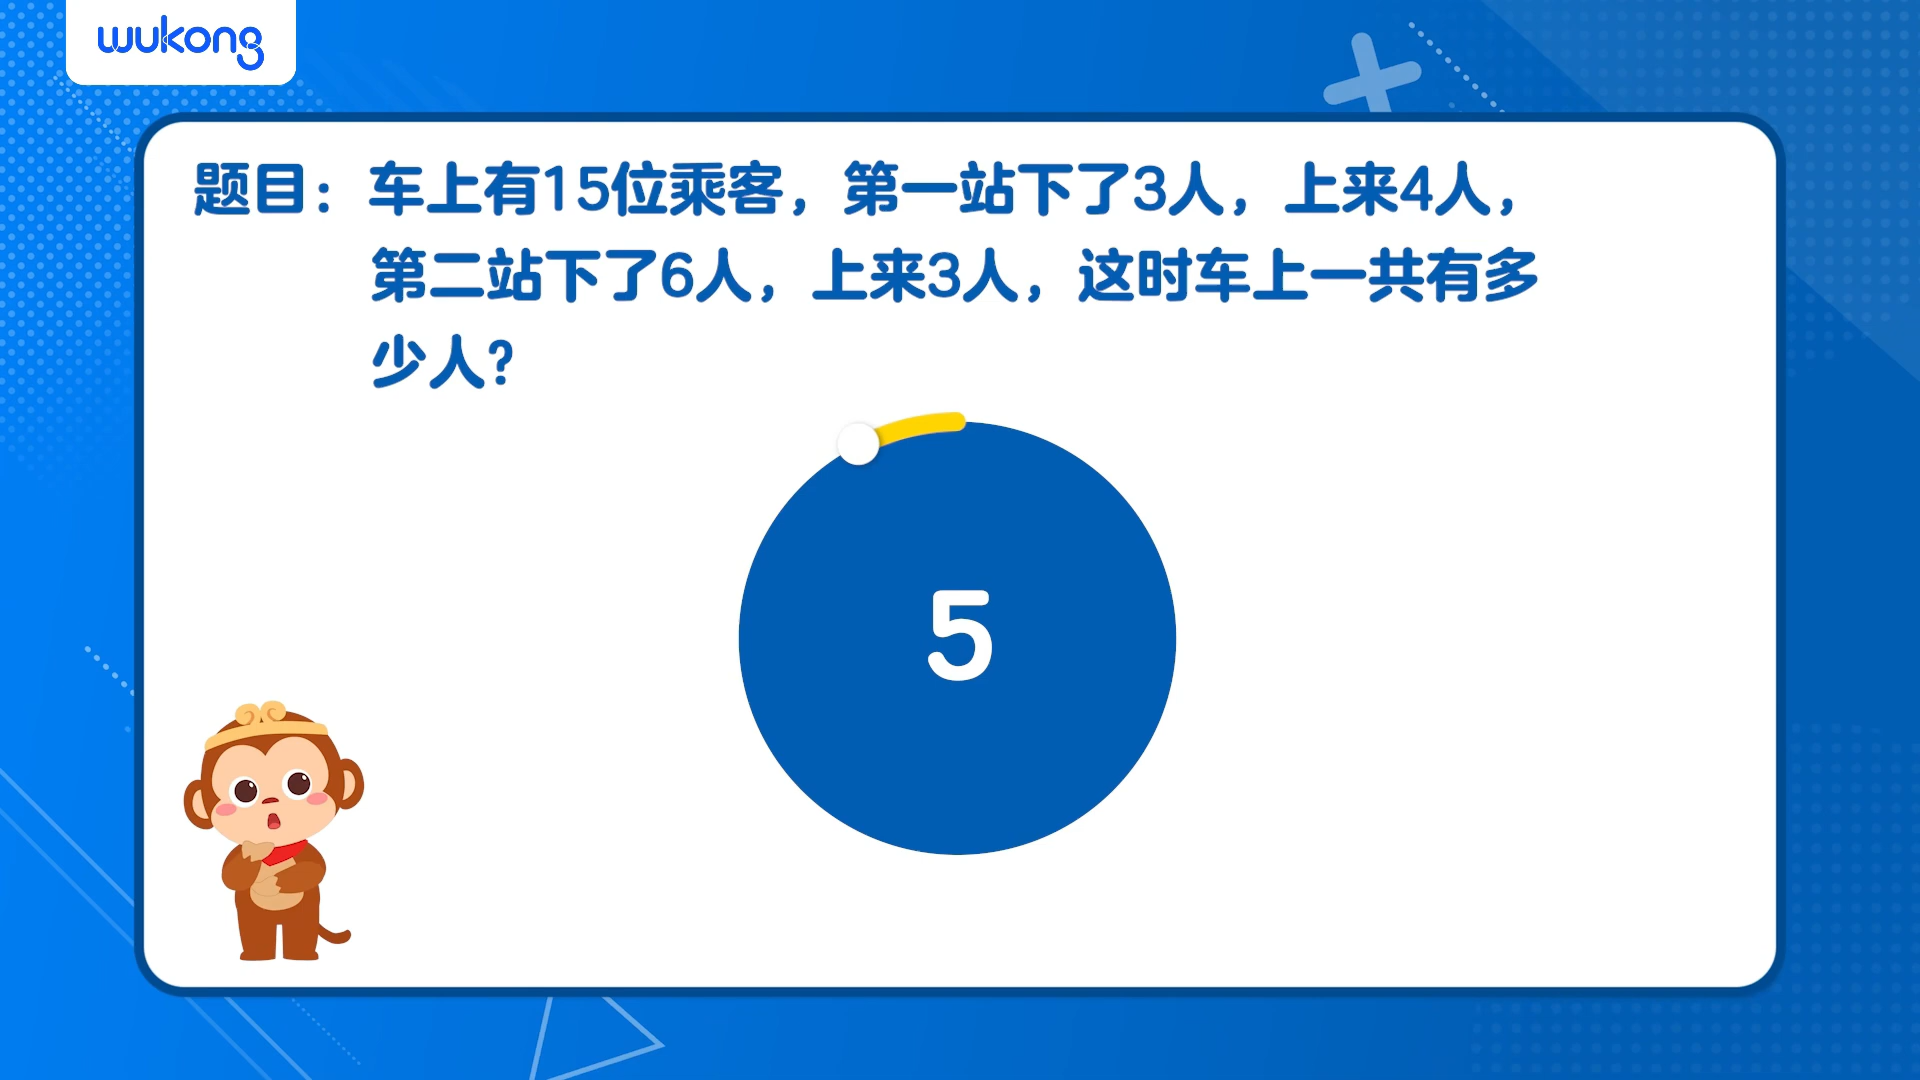 wukong
题目：车上有15位乘客，第一站下了3人，上来4人，
第二站下了6人，上来3人，这时车上一共有多
少人？
5